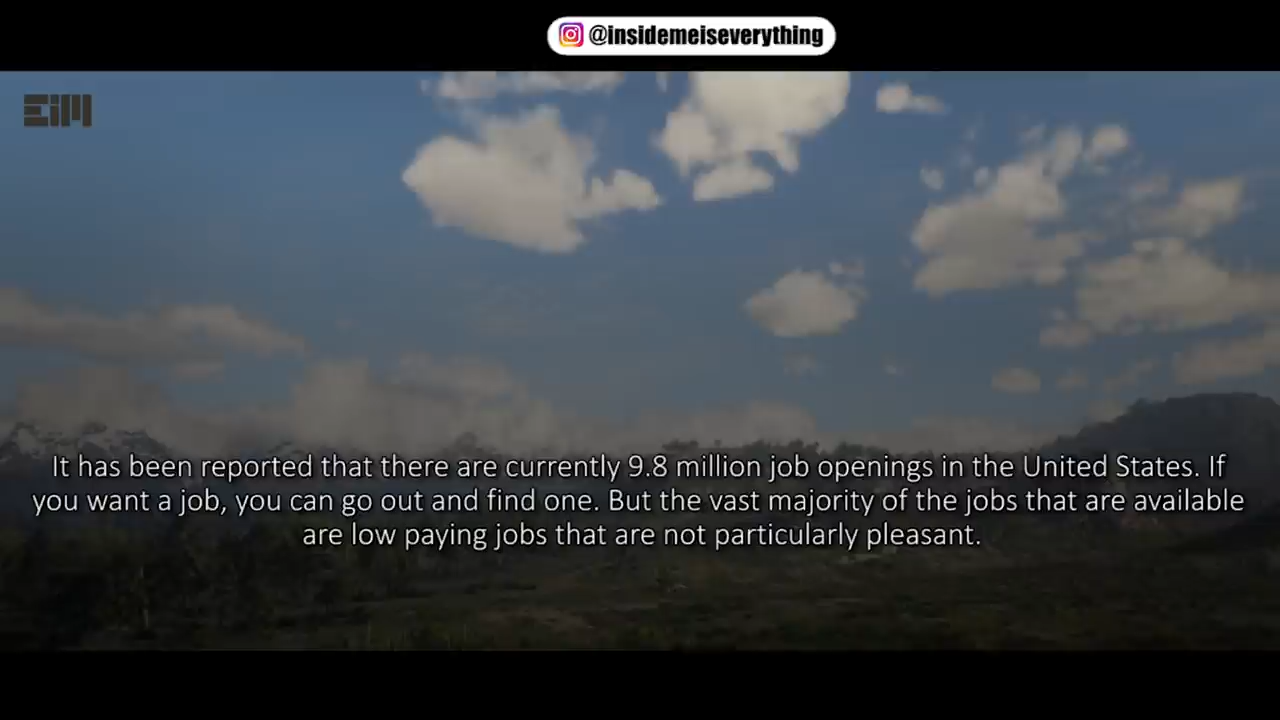 @insidemeiseverything
EiM
It has been reported that there are currently 9.8 million job openings in the United States. If
you want a job, you can go out and find one. But the vast majority of the jobs that are available
are low paying jobs that are not particularly pleasant.